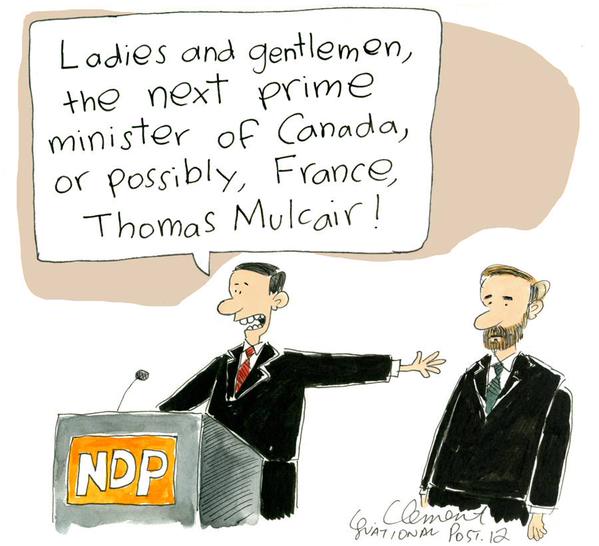 Ladies and gentlemen,
the next prime
minister of Canada,
or possibly, France,
Thomas Mulcair!
NDP
Clement
NATIONAL POST. 12